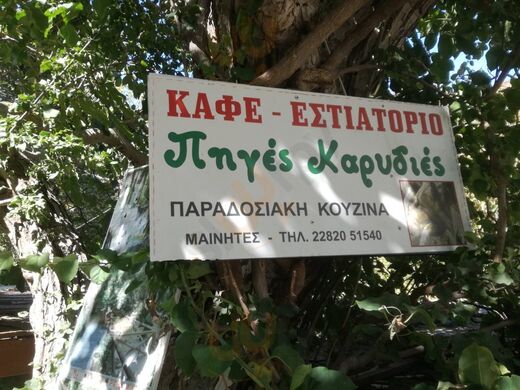 ΚΑΦΕ - ΕΣΤΙΑΤΟΡΙΟ
Πηγές Καρυδιές
ΠΑΡΑΔΟΣΙΑΚΗ ΚΟΥΖΙΝΑ
ΜΑΙΝΗΤΕΣ - ΤΗΛ. 22820 51540